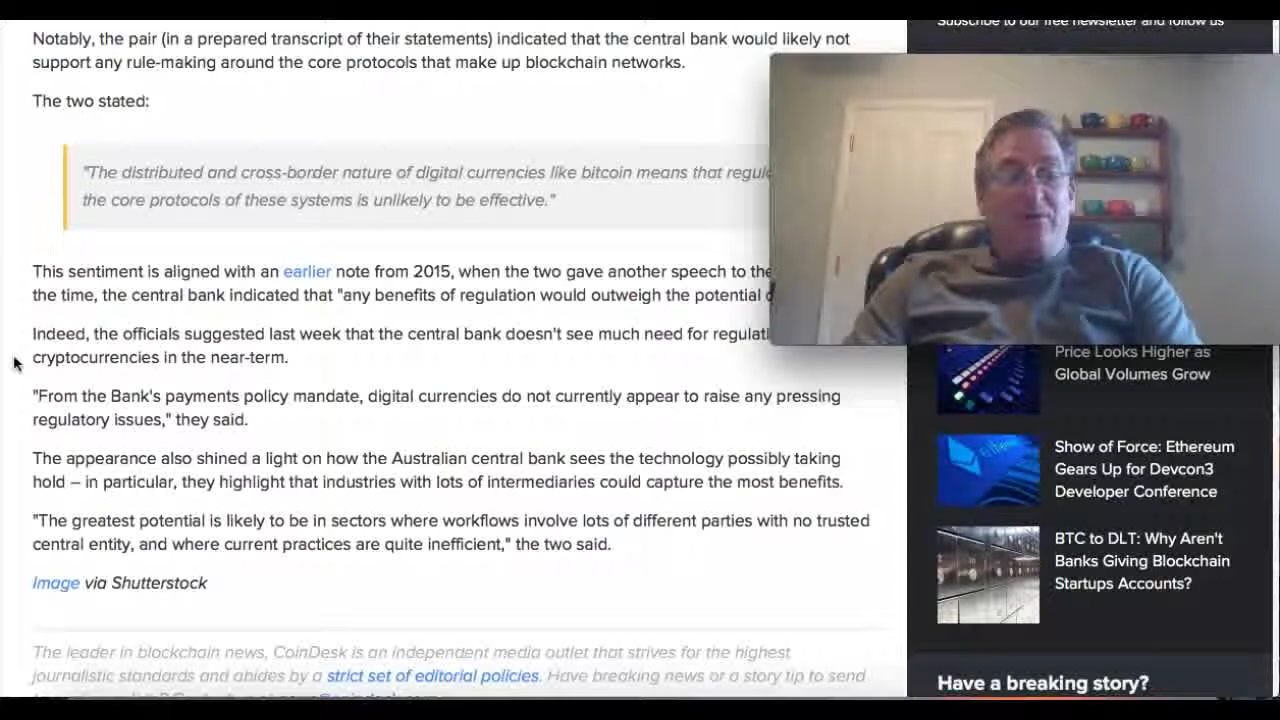 Subscribe to our free newsletter and follow us
Notably, the pair (in a prepared transcript of their statements) indicated that the central bank would likely not
support any rule-making around the core protocols that make up blockchain networks.
The two stated:
"The distributed and cross-border nature of digital currencies like bitcoin means that
the core protocols of these systems is unlikely to be effective."
This sentiment is aligned with an earlier note from 2015, when the two gave another speech to the
the time, the central bank indicated that "any benefits of regulation would outweigh the potential
Indeed, the officials suggested last week that the central bank doesn't see much need for
cryptocurrencies in the near-term.
"From the Bank's payments policy mandate, digital currencies do not currently appear to raise any pressing
regulatory issues," they said.
The appearance also shined a light on how the Australian central bank sees the technology possibly taking
hold – in particular, they highlight that industries with lots of intermediaries could capture the most benefits.
"The greatest potential is likely to be in sectors where workflows involve lots of different parties with no trusted
central entity, and where current practices are quite inefficient," the two said.
Image via Shutterstock
The leader in blockchain news, CoinDesk is an independent media outlet that strives for the highest
journalistic standards and abides by a strict set of editorial policies. Have breaking news or a story tip to send
Price Looks Higher as
Global Volumes Grow
Show of Force: Ethereum
Gears Up for Devcon3
Developer Conference
BTC to DLT: Why Aren't
Banks Giving Blockchain
Startups Accounts?
Have a breaking story?